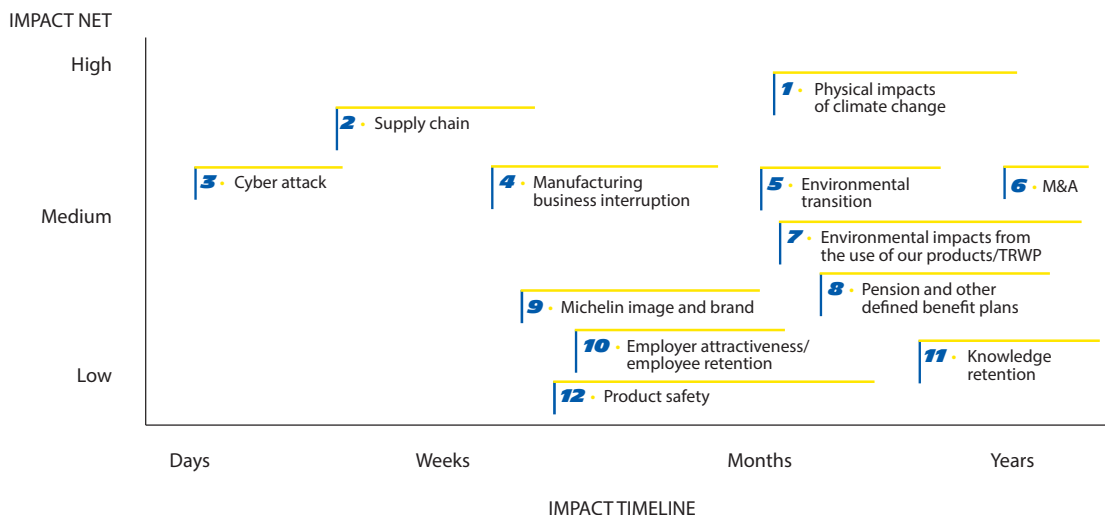 IMPACT NET
High
1 • Physical impacts
of climate change
2 • Supply chain
3 • Cyber attack
4 • Manufacturing
business interruption
5 • Environmental
transition
6 • M&A
Medium
7 • Environmental impacts from
the use of our products/TRWP
8 • Pension and other
defined benefit plans
9 • Michelin image and brand
10 • Employer attractiveness/
employee retention
11 • Knowledge
retention
Low
12 • Product safety
Days
Weeks
Months
Years
IMPACT TIMELINE